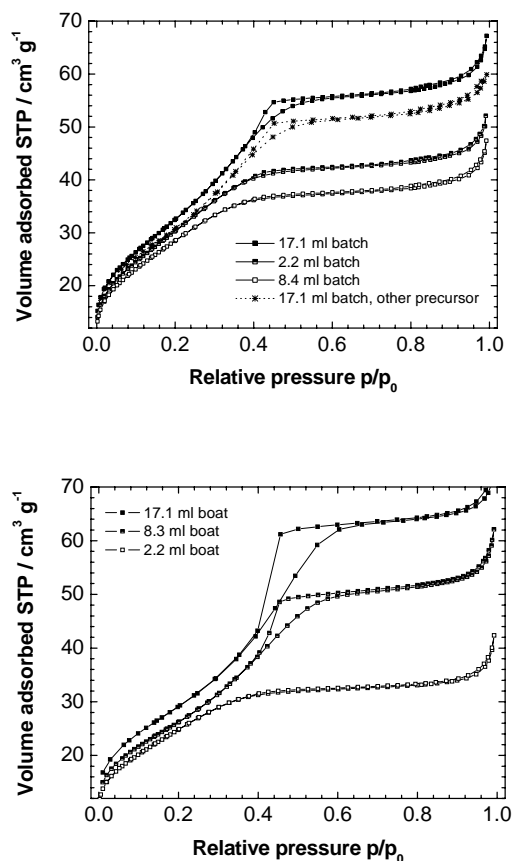 70
60
50
40
30
20
Volume adsorbed STP / cm³ g⁻¹
17.1 ml batch
2.2 ml batch
8.4 ml batch
17.1 ml batch, other precursor
0.0 0.2 0.4 0.6 0.8 1.0
Relative pressure p/p₀
70
60
50
40
30
20
Volume adsorbed STP / cm³ g⁻¹
17.1 ml boat
8.3 ml boat
2.2 ml boat
0.0 0.2 0.4 0.6 0.8 1.0
Relative pressure p/p₀